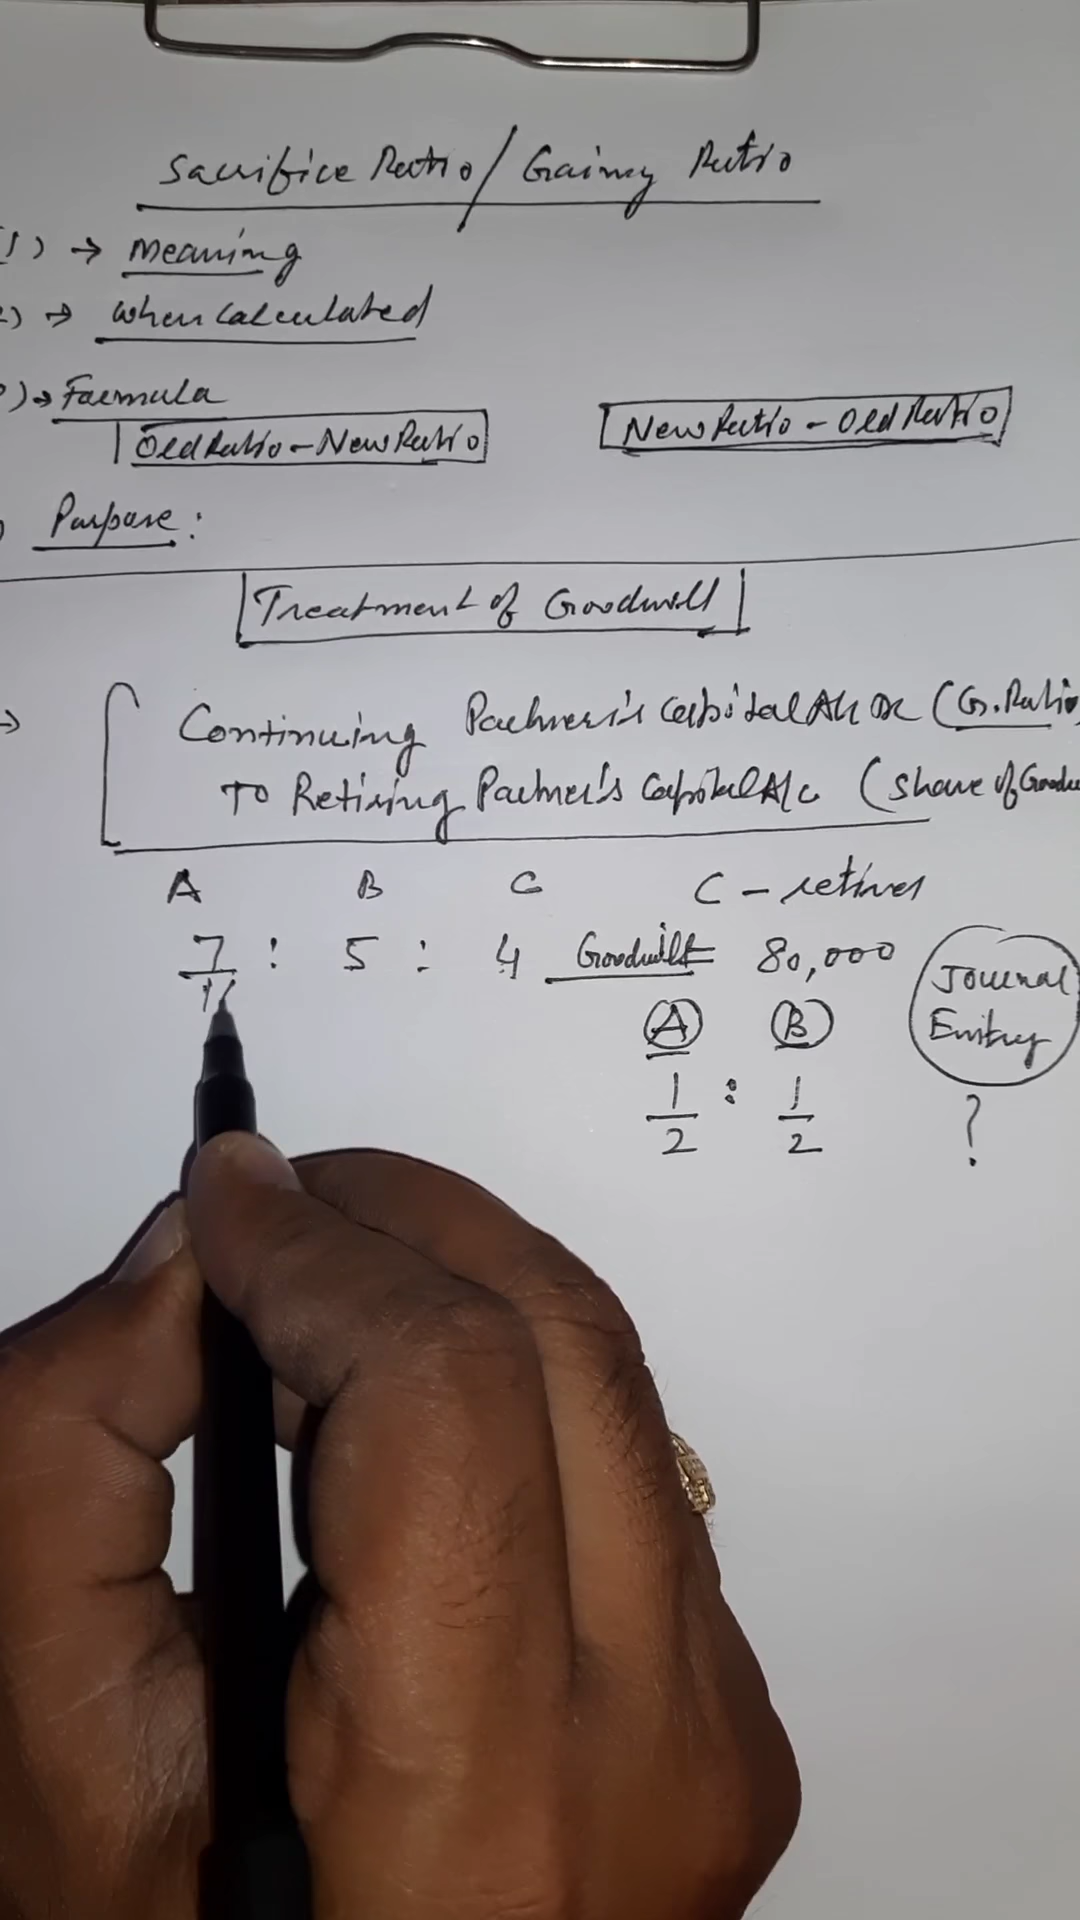 Sacrifice Ratio / Gaining Ratio
1) → Meaning
→ When Calculated
) → Formula
Old Ratio - New Ratio New Ratio - Old Ratio
) Purpose :
Treatment of Goodwill
→ Continuing Partner's Capital A/c Dr (G. Ratio
To Retiring Partner's Capital A/c (Share of Goodw
A B C C - retires
7 : 5 : 4 Goodwill 80,000
16
A B
1/2 : 1/2
Journal
Entry
?